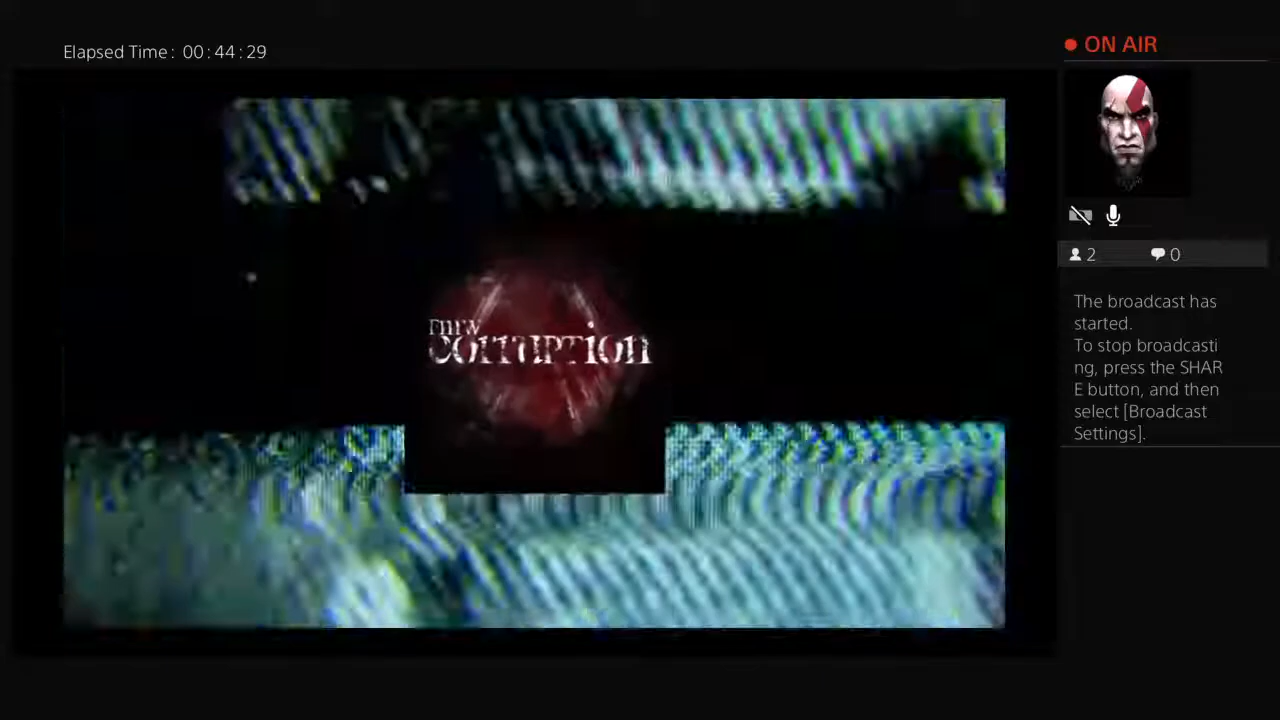 Elapsed Time: 00:44:29
ON AIR
rmw
corruption
2
0
The broadcast has
started.
To stop broadcasti
ng, press the SHAR
E button, and then
select [Broadcast
Settings].